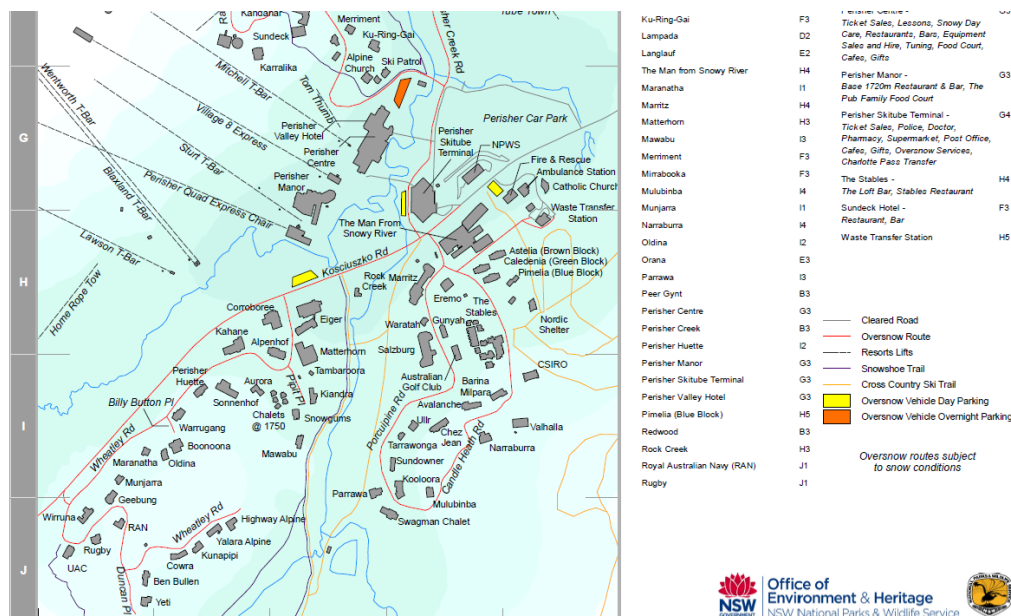 Kandahar
Merriment
Ku-Ring-Gai
Sundeck
Karralika
Alpine
Church
Ski Patrol
Perisher Creek Rd
Tube Town
Wentworth T-Bar
Mitchell T-Bar
Tom Thumb
Village 8 Express
Sturt T-Bar
Blaxland T-Bar
Perisher Quad Express Chair
Lawson T-Bar
Home Rope Tow
G
Perisher
Valley Hotel
Perisher
Centre
Perisher
Manor
Perisher Car Park
Perisher
Skitube
Terminal
NPWS
Fire & Rescue
Ambulance Station
Catholic Church
Waste Transfer
Station
The Man From
Snowy River
Kosciuszko Rd
Astelia (Brown Block)
Caledenia (Green Block)
Pimelia (Blue Block)
H
Rock
Creek
Marritz
Eremo
The
Stables
Nordic
Shelter
Corroboree
Eiger
Waratah
Gunyah
Kahane
Alpenhof
Matterhorn
Salzburg
CSIRO
Tambaroora
Perisher
Huette
Aurora
Pipit Pl
Kiandra
Australian
Golf Club
Barina
Milpara
Billy Button Pl
Sonnenhof
Chalets
@ 1750
Snowgums
Avalanche
I
Warrugang
Ullr
Chez
Jean
Valhalla
Wheatley Rd
Boonoona
Mawabu
Porcupine Rd
Tarrawonga
Narraburra
Maranatha
Oldina
Sundowner
Candle Heath Rd
Munjarra
Kooloora
Geebung
Parrawa
Mulubinba
Wirruna
RAN
Wheatley Rd
Highway Alpine
Swagman Chalet
Rugby
Yalara Alpine
Kunapipi
UAC
Cowra
J
Duncan Pl
Ben Bullen
Yeti
Ku-Ring-Gai F3
Lampada D2
Langlauf E2
The Man from Snowy River H4
Maranatha I1
Marritz H4
Matterhorn H3
Mawabu I3
Merriment F3
Mirrabooka F3
Mulubinba I4
Munjarra I1
Narraburra I4
Oldina I2
Orana E3
Parrawa I3
Peer Gynt B3
Perisher Centre G3
Perisher Creek B3
Perisher Huette I2
Perisher Manor G3
Perisher Skitube Terminal G3
Perisher Valley Hotel G3
Pimelia (Blue Block) H5
Redwood B3
Rock Creek H3
Royal Australian Navy (RAN) J1
Rugby J1
Perisher Centre - G3
Ticket Sales, Lessons, Snow Day
Care, Restaurants, Bars, Equipment
Sales and Hire, Tuning, Food Court,
Cafes, Gifts
Perisher Manor - G3
Base 1720m Restaurant & Bar, The
Pub Family Food Court
Perisher Skitube Terminal - G4
Ticket Sales, Police, Doctor,
Pharmacy, Supermarket, Post Office,
Cafes, Gifts, Oversnow Services,
Charlotte Pass Transfer
The Stables - H4
The Loft Bar, Stables Restaurant
Sundeck Hotel - F3
Restaurant, Bar
Waste Transfer Station H5
Cleared Road
Oversnow Route
Resorts Lifts
Snowshoe Trail
Cross Country Ski Trail
Oversnow Vehicle Day Parking
Oversnow Vehicle Overnight Parking
Oversnow routes subject
to snow conditions
NSW
GOVERNMENT
Office of
Environment & Heritage
NSW National Parks & Wildlife Service